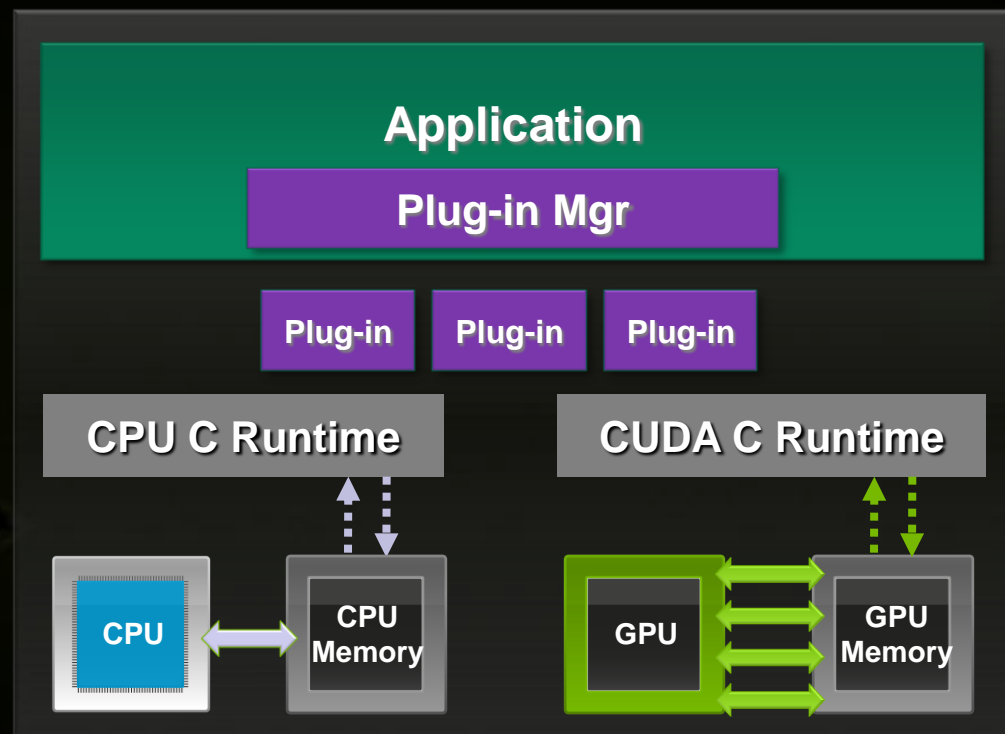 Application
Plug-in Mgr
Plug-in Plug-in Plug-in
CPU C Runtime CUDA C Runtime
CPU
CPU
Memory
GPU
GPU
Memory